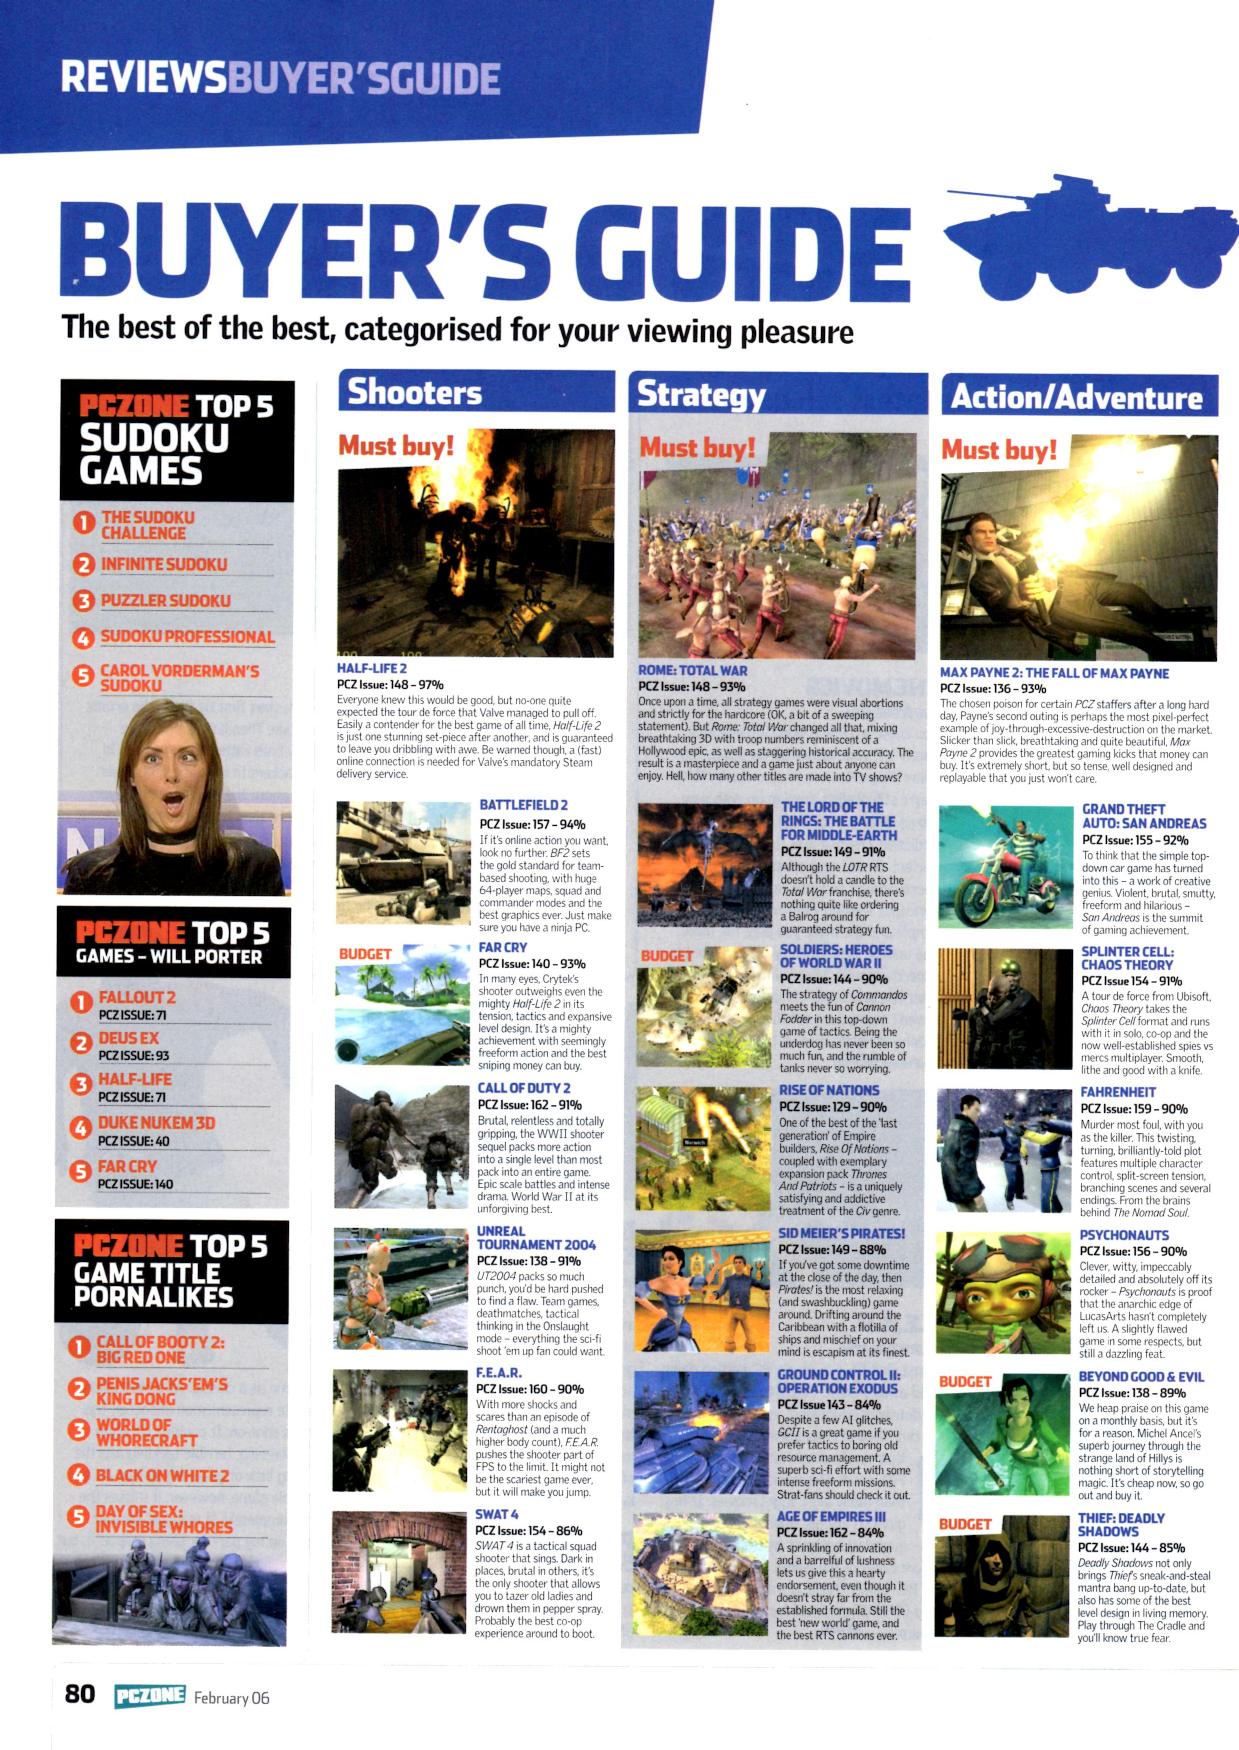 REVIEWSBUYER'SGUIDE
BUYER'S GUIDE
The best of the best, categorised for your viewing pleasure
PCZONE TOP 5
SUDOKU
GAMES
1 THE SUDOKU
CHALLENGE
2 INFINITE SUDOKU
3 PUZZLER SUDOKU
4 SUDOKU PROFESSIONAL
5 CAROL VORDERMAN'S
SUDOKU
PCZONE TOP 5
GAMES – WILL PORTER
1 FALLOUT 2
PCZ ISSUE: 71
2 DEUS EX
PCZ ISSUE: 93
3 HALF-LIFE
PCZ ISSUE: 71
4 DUKE NUKEM 3D
PCZ ISSUE: 40
5 FAR CRY
PCZ ISSUE: 140
PCZONE TOP 5
GAME TITLE
PORNALIKES
1 CALL OF BOOTY 2:
BIG RED ONE
2 PENIS JACKS'EM'S
KING DONG
3 WORLD OF
WHORECRAFT
4 BLACK ON WHITE 2
5 DAY OF SEX:
INVISIBLE WHORES
Shooters
Must buy!
HALF-LIFE 2
PCZ Issue: 148 – 97%
Everyone knew this would be good, but no-one quite
expected the tour de force that Valve managed to pull off.
Easily a contender for the best game of all time, Half-Life 2
is just one stunning set-piece after another, and is guaranteed
to leave you dribbling with awe. Be warned though, a (fast)
online connection is needed for Valve's mandatory Steam
delivery service.
BATTLEFIELD 2
PCZ Issue: 157 – 94%
If it's online action you want,
look no further. BF2 sets
the gold standard for team-
based shooting, with huge
64-player maps, squad and
commander modes and the
best graphics ever. Just make
sure you have a ninja PC.
BUDGET
FAR CRY
PCZ Issue: 140 – 93%
In many eyes, Crytek's
shooter outweighs even the
mighty Half-Life 2 in its
tension, tactics and expansive
level design. It's a mighty
achievement with seemingly
freeform action and the best
sniping money can buy.
CALL OF DUTY 2
PCZ Issue: 162 – 91%
Brutal, relentless and totally
gripping, the WWII shooter
sequel packs more action
into a single level than most
pack into an entire game.
Epic scale battles and intense
drama. World War II at its
unforgiving best.
UNREAL
TOURNAMENT 2004
PCZ Issue: 138 – 91%
UT2004 packs so much
punch, you'd be hard pushed
to find a flaw. Team games,
deathmatches, tactical
thinking in the Onslaught
mode – everything the sci-fi
shoot 'em up fan could want.
F.E.A.R.
PCZ Issue: 160 – 90%
With more shocks and
scares than an episode of
Rentaghost (and a much
higher body count), F.E.A.R.
pushes the shooter part of
FPS to the limit. It might not
be the scariest game ever,
but it will make you jump.
SWAT 4
PCZ Issue: 154 – 86%
SWAT 4 is a tactical squad
shooter that sings. Dark in
places, brutal in others, it's
the only shooter that allows
you to tazer old ladies and
drown them in pepper spray.
Probably the best co-op
experience around to boot.
Strategy
Must buy!
ROME: TOTAL WAR
PCZ Issue: 148 – 93%
Once upon a time, all strategy games were visual abortions
and strictly for the hardcore (OK, a bit of a sweeping
statement). But Rome: Total War changed all that, mixing
breathtaking 3D with troop numbers reminiscent of a
Hollywood epic, as well as staggering historical accuracy. The
result is a masterpiece and a game just about anyone can
enjoy. Hell, how many other titles are made into TV shows?
THE LORD OF THE
RINGS: THE BATTLE
FOR MIDDLE-EARTH
PCZ Issue: 149 – 91%
Although the LOTR RTS
doesn't hold a candle to the
Total War franchise, there's
nothing quite like ordering
a Balrog around for
guaranteed strategy fun.
BUDGET
SOLDIERS: HEROES
OF WORLD WAR II
PCZ Issue: 144 – 90%
The strategy of Commandos
meets the fun of Cannon
Fodder in this top-down
game of tactics. Being the
underdog has never been so
much fun, and the rumble of
tanks never so worrying.
RISE OF NATIONS
PCZ Issue: 129 – 90%
One of the best of the 'last
generation' of Empire
builders, Rise Of Nations –
coupled with exemplary
expansion pack Thrones
And Patriots – is a uniquely
satisfying and addictive
treatment of the Civ genre.
SID MEIER'S PIRATES!
PCZ Issue: 149 – 88%
If you've got some downtime
at the close of the day, then
Pirates! is the most relaxing
(and swashbuckling) game
around. Drifting around the
Caribbean with a flotilla of
ships and mischief on your
mind is escapism at its finest.
GROUND CONTROL II:
OPERATION EXODUS
PCZ Issue 143 – 84%
Despite a few AI glitches,
GCII is a great game if you
prefer tactics to boring old
resource management. A
superb sci-fi effort with some
intense freeform missions.
Strat-fans should check it out.
AGE OF EMPIRES III
PCZ Issue: 162 – 84%
A sprinkling of innovation
and a barrelful of lushness
lets us give this a hearty
endorsement, even though it
doesn't stray far from the
established formula. Still the
best 'new world' game, and
the best RTS cannons ever.
Action/Adventure
Must buy!
MAX PAYNE 2: THE FALL OF MAX PAYNE
PCZ Issue: 136 – 93%
The chosen poison for certain PCZ staffers after a long hard
day, Payne's second outing is perhaps the most pixel-perfect
example of joy-through-excessive-destruction on the market.
Slicker than slick, breathtaking and quite beautiful, Max
Payne 2 provides the greatest gaming kicks that money can
buy. It's extremely short, but so tense, well designed and
replayable that you just won't care.
GRAND THEFT
AUTO: SAN ANDREAS
PCZ Issue: 155 – 92%
To think that the simple top-
down car game has turned
into this – a work of creative
genius. Violent, brutal, smutty,
freeform and hilarious –
San Andreas is the summit
of gaming achievement.
SPLINTER CELL:
CHAOS THEORY
PCZ Issue 154 – 91%
A tour de force from Ubisoft,
Chaos Theory takes the
Splinter Cell format and runs
with it in solo, co-op and the
now well-established spies vs
mercs multiplayer. Smooth,
lithe and good with a knife.
FAHRENHEIT
PCZ Issue: 159 – 90%
Murder most foul, with you
as the killer. This twisting,
turning, brilliantly-told plot
features multiple character
control, split-screen tension,
branching scenes and several
endings. From the brains
behind The Nomad Soul.
PSYCHONAUTS
PCZ Issue: 156 – 90%
Clever, witty, impeccably
detailed and absolutely off its
rocker – Psychonauts is proof
that the anarchic edge of
LucasArts hasn't completely
left us. A slightly flawed
game in some respects, but
still a dazzling feat.
BUDGET
BEYOND GOOD & EVIL
PCZ Issue: 138 – 89%
We heap praise on this game
on a monthly basis, but it's
for a reason. Michel Ancel's
superb journey through the
strange land of Hillys is
nothing short of storytelling
magic. It's cheap now, so go
out and buy it.
BUDGET
THIEF: DEADLY
SHADOWS
PCZ Issue: 144 – 85%
Deadly Shadows not only
brings Thief's sneak-and-steal
mantra bang up-to-date, but
also has some of the best
level design in living memory.
Play through The Cradle and
you'll know true fear.
80 PCZONE February 06